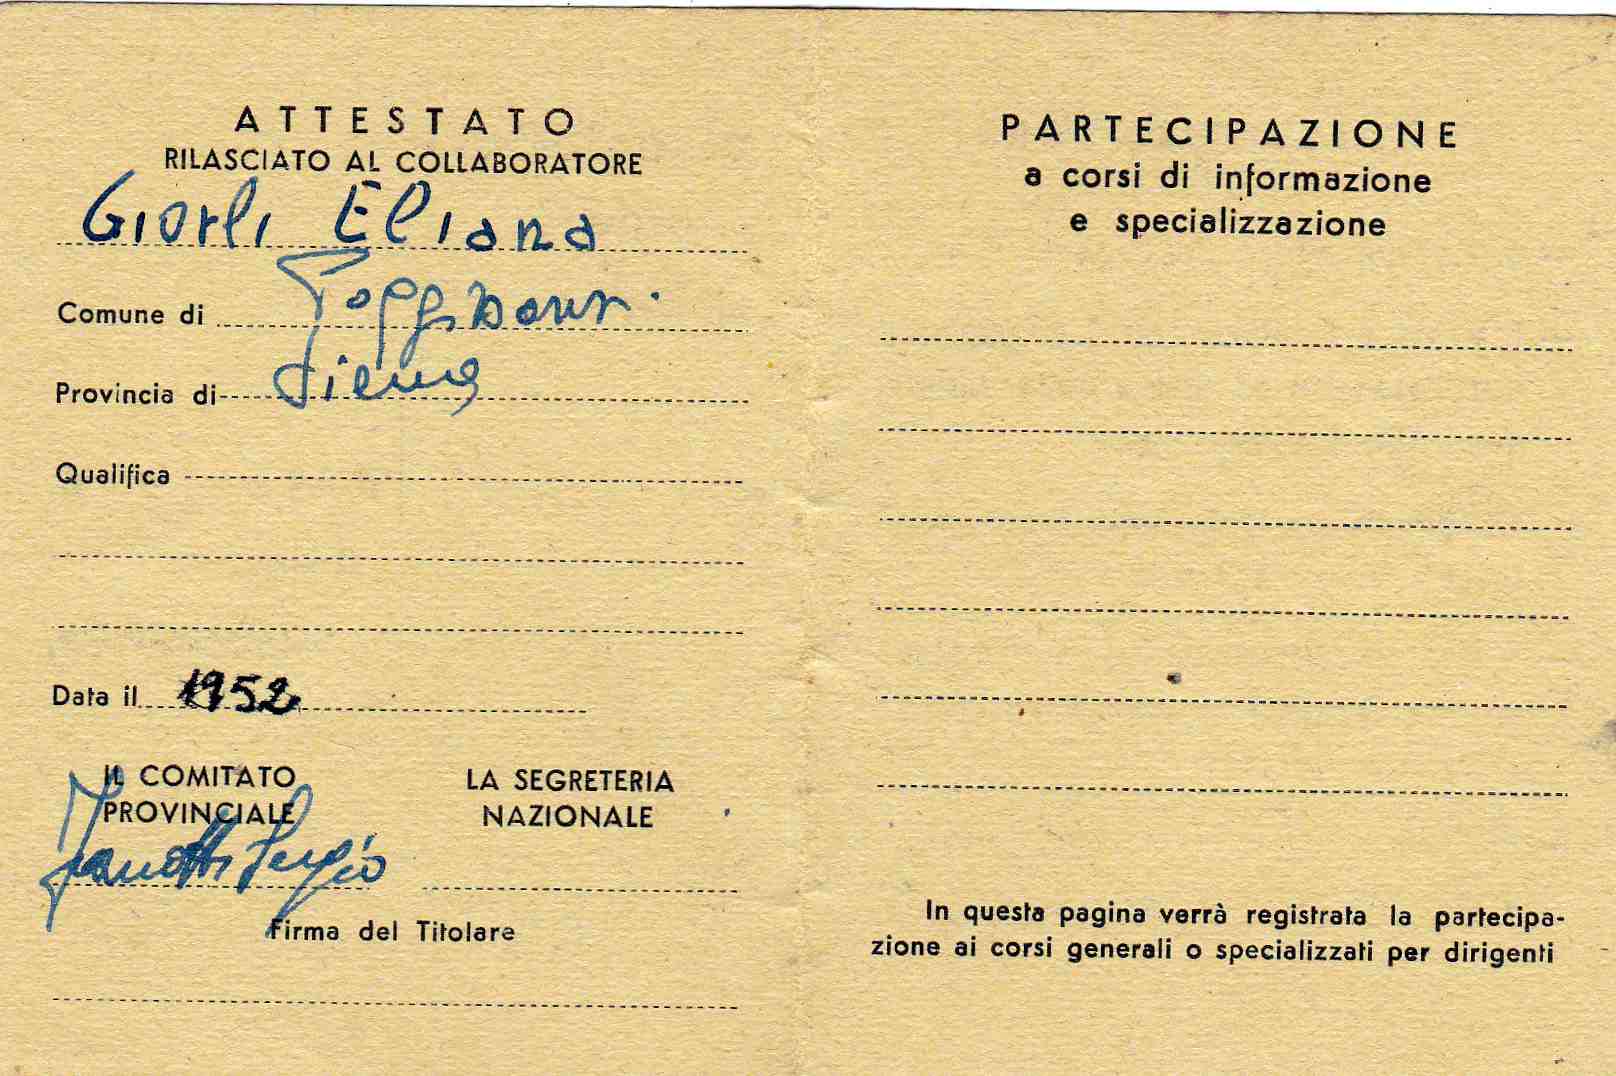 ATTESTATO
RILASCIATO AL COLLABORATORE
Giorli Eliana
Comune di Poggibonsi
Provincia di Siena
Qualifica
Data il 1952
IL COMITATO
PROVINCIALE
LA SEGRETERIA
NAZIONALE
Sergio
Firma del Titolare
PARTECIPAZIONE
a corsi di informazione
e specializzazione
In questa pagina verrà registrata la partecipa-
zione ai corsi generali o specializzati per dirigenti